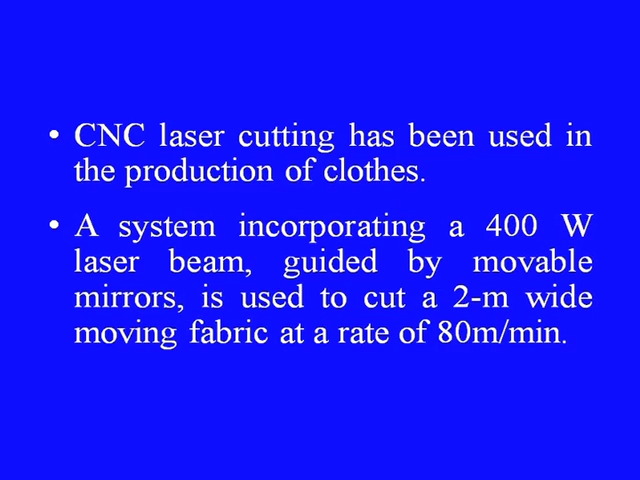 • CNC laser cutting has been used in
the production of clothes.
• A system incorporating a 400 W
laser beam, guided by movable
mirrors, is used to cut a 2-m wide
moving fabric at a rate of 80m/min.